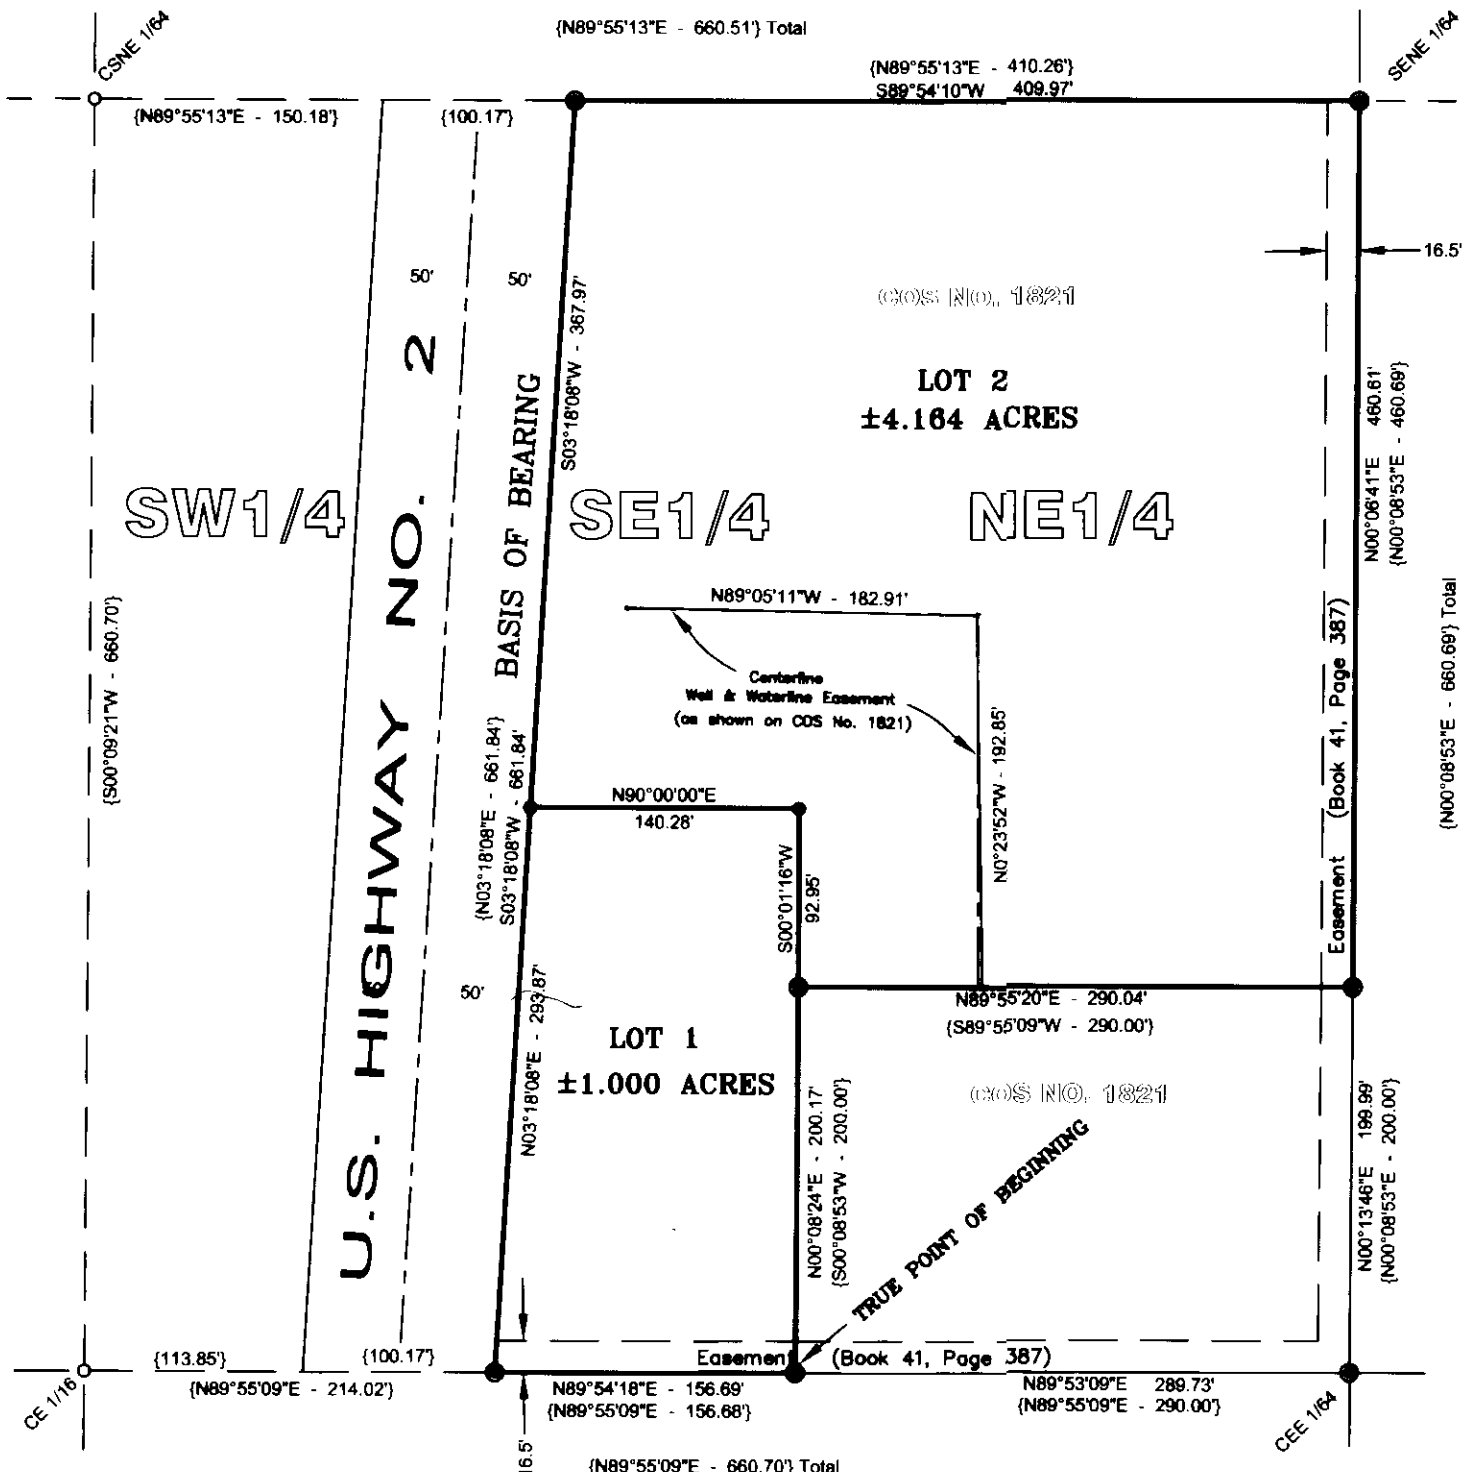 {N89°55'13"E - 660.51'} Total
CSNE 1/64
SENE 1/64
{N89°55'13"E - 410.26'}
S89°54'10"W 409.97'
{N89°55'13"E - 150.18'}
{100.17'}
16.5'
50'
50'
COS No. 1821
S03°18'08"W - 367.97'
LOT 2
±4.164 ACRES
N00°06'41"E 460.61'
{N00°08'53"E - 460.69'}
U.S. HIGHWAY NO. 2
BASIS OF BEARING
SW1/4
SE1/4
NE1/4
N89°05'11"W - 182.91'
{S00°09'21"W - 660.70'}
Easement (Book 41, Page 387)
{N00°08'53"E - 660.69'} Total
Centerline
Well & Waterline Easement
(as shown on COS No. 1821)
N0°23'52"W - 192.85'
{N03°18'08"E - 661.84'}
S03°18'08"W - 661.84'
N90°00'00"E
140.28'
S00°01'16"W
92.95'
50'
N03°18'08"E - 293.87'
N89°55'20"E - 290.04'
{S89°55'09"W - 290.00'}
LOT 1
±1.000 ACRES
COS NO. 1821
N00°08'24"E - 200.17'
{S00°08'53"W - 200.00'}
TRUE POINT OF BEGINNING
N00°13'46"E 199.99'
{N00°08'53"E - 200.00'}
{113.85'}
{100.17'}
Easement (Book 41, Page 387)
CE 1/16
{N89°55'09"E - 214.02'}
N89°54'18"E - 156.69'
{N89°55'09"E - 156.68'}
N89°53'09"E 289.73'
{N89°55'09"E - 290.00'}
CEE 1/64
16.5'
{N89°55'09"E - 660.70'} Total